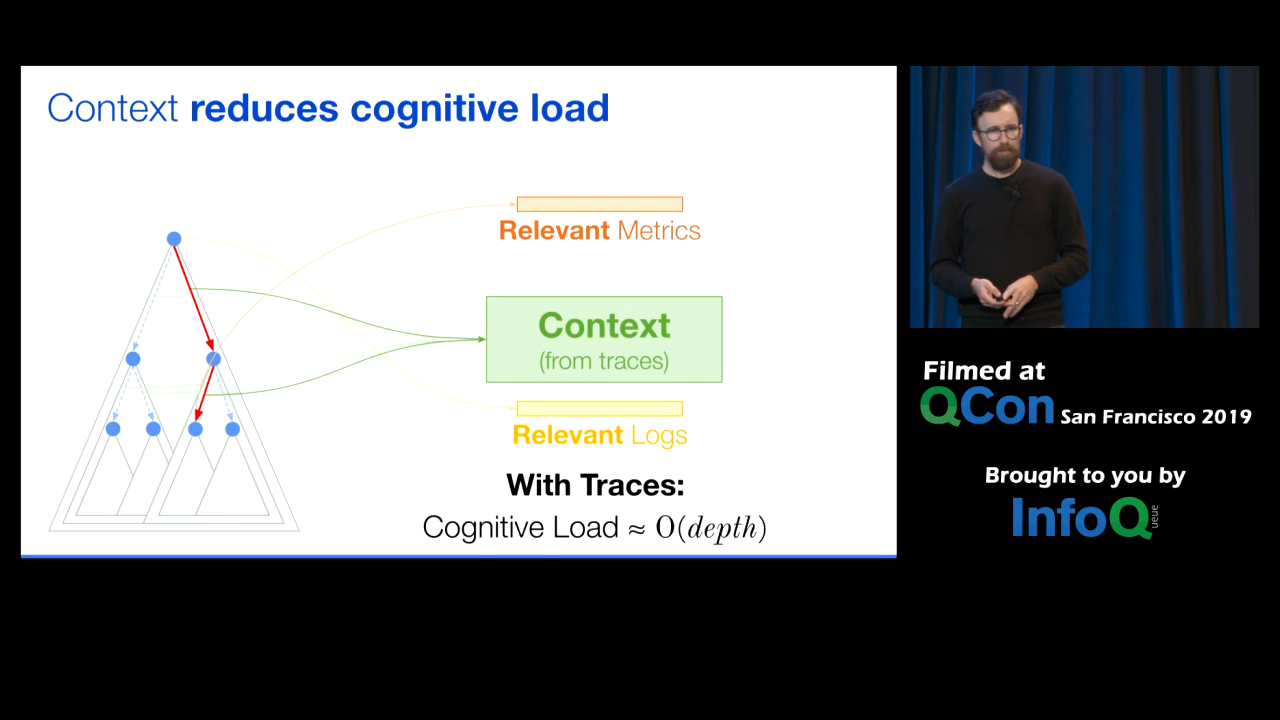 Context reduces cognitive load
Relevant Metrics
Context
(from traces)
Relevant Logs
With Traces:
Cognitive Load ≈ O(depth)
Filmed at
QCon San Francisco 2019
Brought to you by
InfoQ
ueue